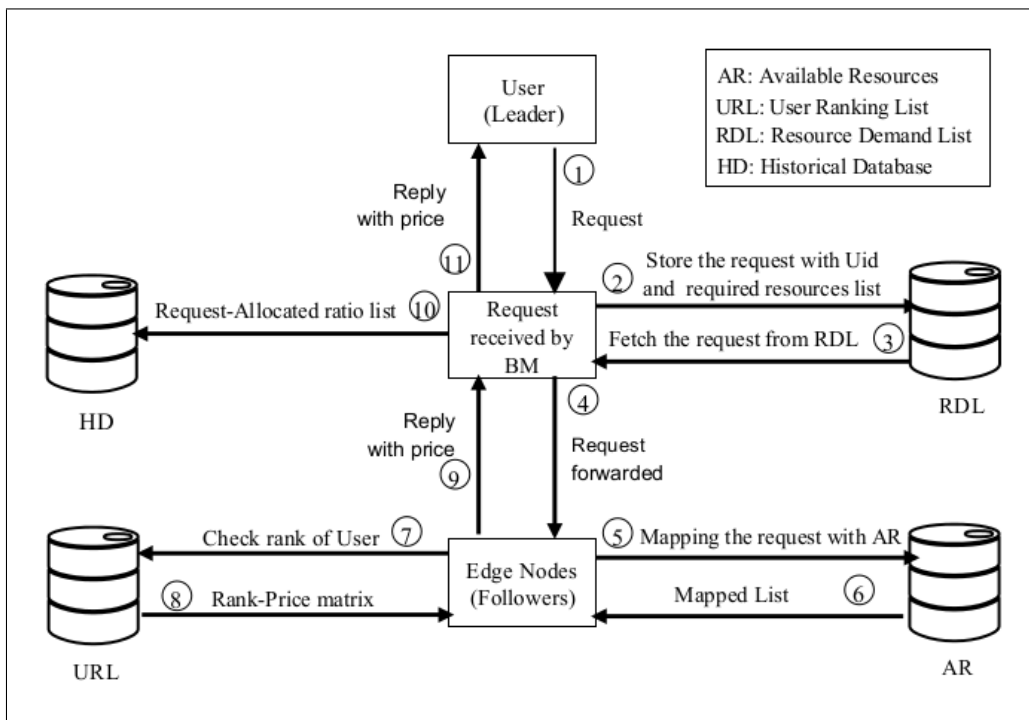 User
(Leader)
AR: Available Resources
URL: User Ranking List
RDL: Resource Demand List
HD: Historical Database
1
Request
Reply
with price
11
2
Store the request with Uid
and required resources list
Request-Allocated ratio list
10
Request
received by
BM
Fetch the request from RDL
3
HD
RDL
4
Request
forwarded
Reply
with price
9
Check rank of User
7
5
Mapping the request with AR
Edge Nodes
(Followers)
8
Rank-Price matrix
Mapped List
6
URL
AR